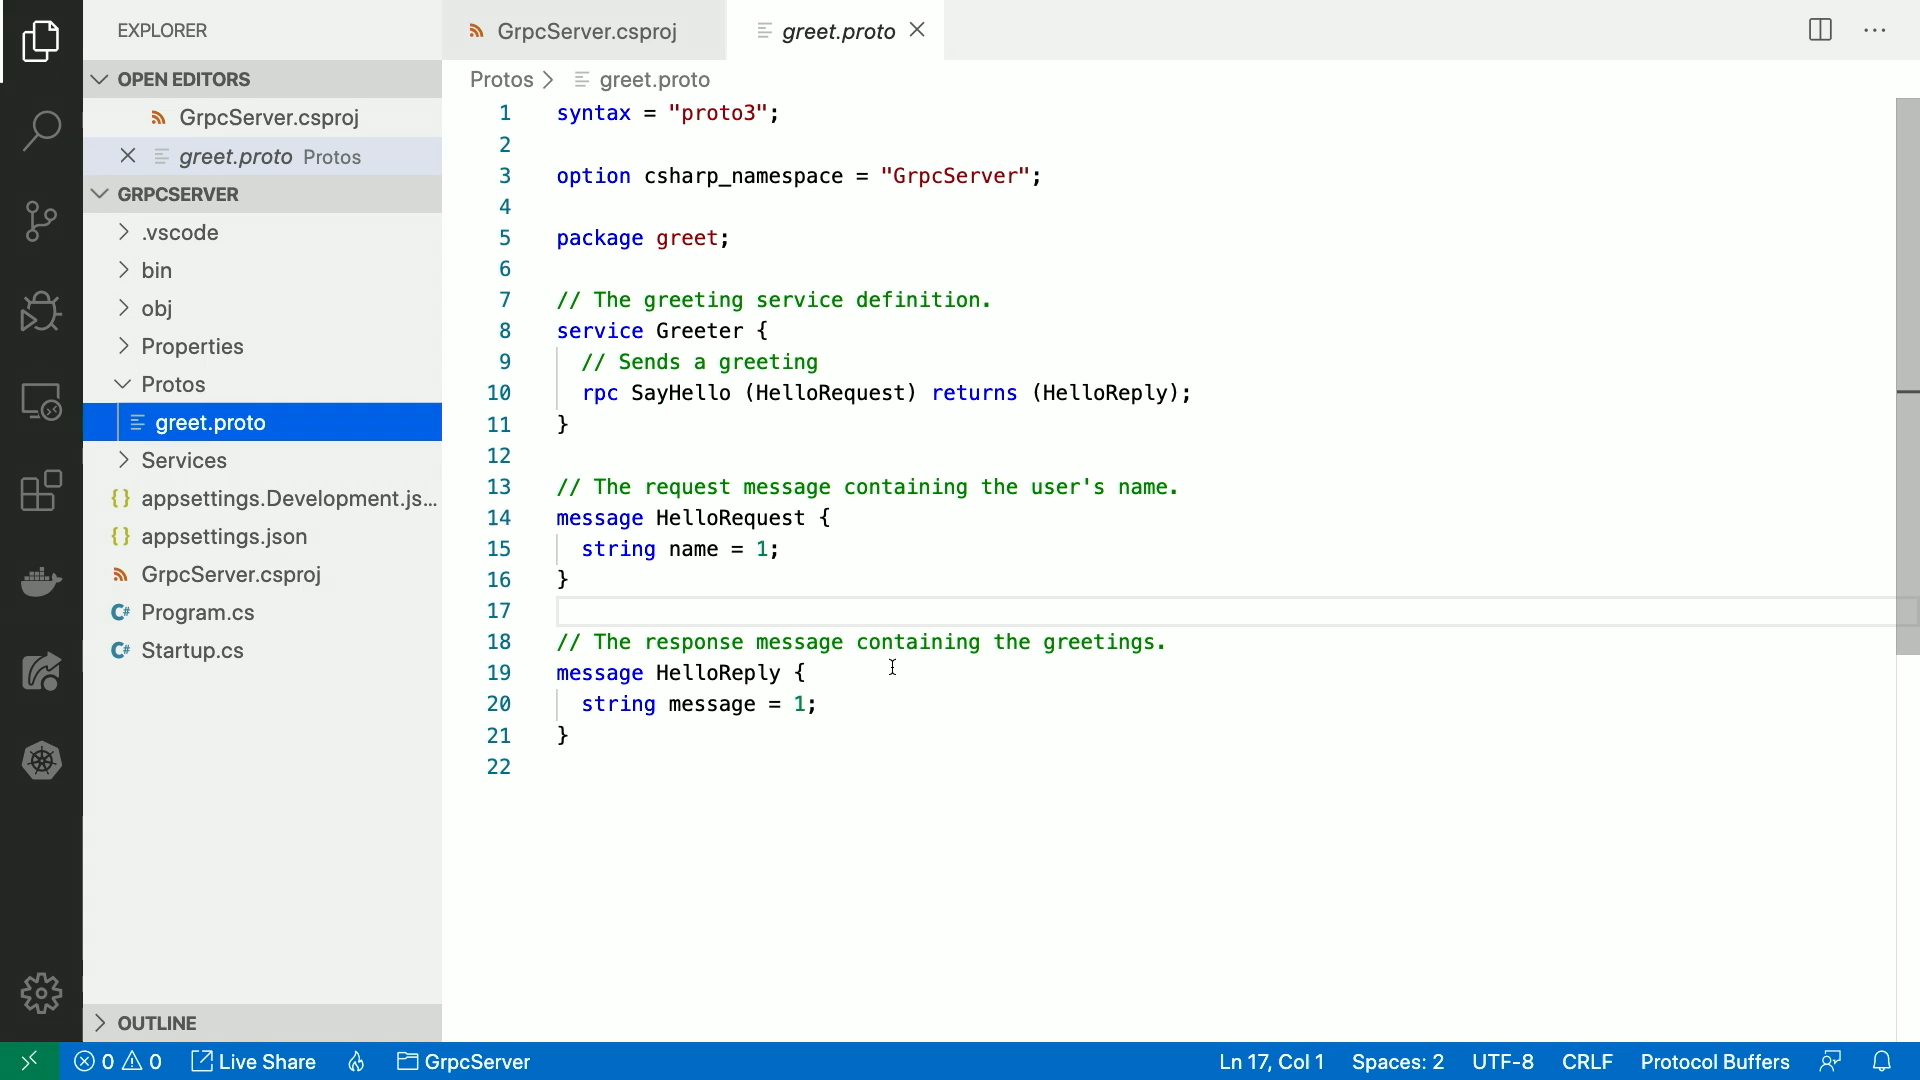 EXPLORER
OPEN EDITORS
GrpcServer.csproj
greet.proto Protos
GRPCSERVER
.vscode
bin
obj
Properties
Protos
greet.proto
Services
{} appsettings.Development.js...
{} appsettings.json
GrpcServer.csproj
C# Program.cs
C# Startup.cs
OUTLINE
GrpcServer.csproj
greet.proto
Protos > greet.proto
1 syntax = "proto3";
2
3 option csharp_namespace = "GrpcServer";
4
5 package greet;
6
7 // The greeting service definition.
8 service Greeter {
9 // Sends a greeting
10 rpc SayHello (HelloRequest) returns (HelloReply);
11 }
12
13 // The request message containing the user's name.
14 message HelloRequest {
15 string name = 1;
16 }
17
18 // The response message containing the greetings.
19 message HelloReply {
20 string message = 1;
21 }
22
0 0 Live Share GrpcServer Ln 17, Col 1 Spaces: 2 UTF-8 CRLF Protocol Buffers